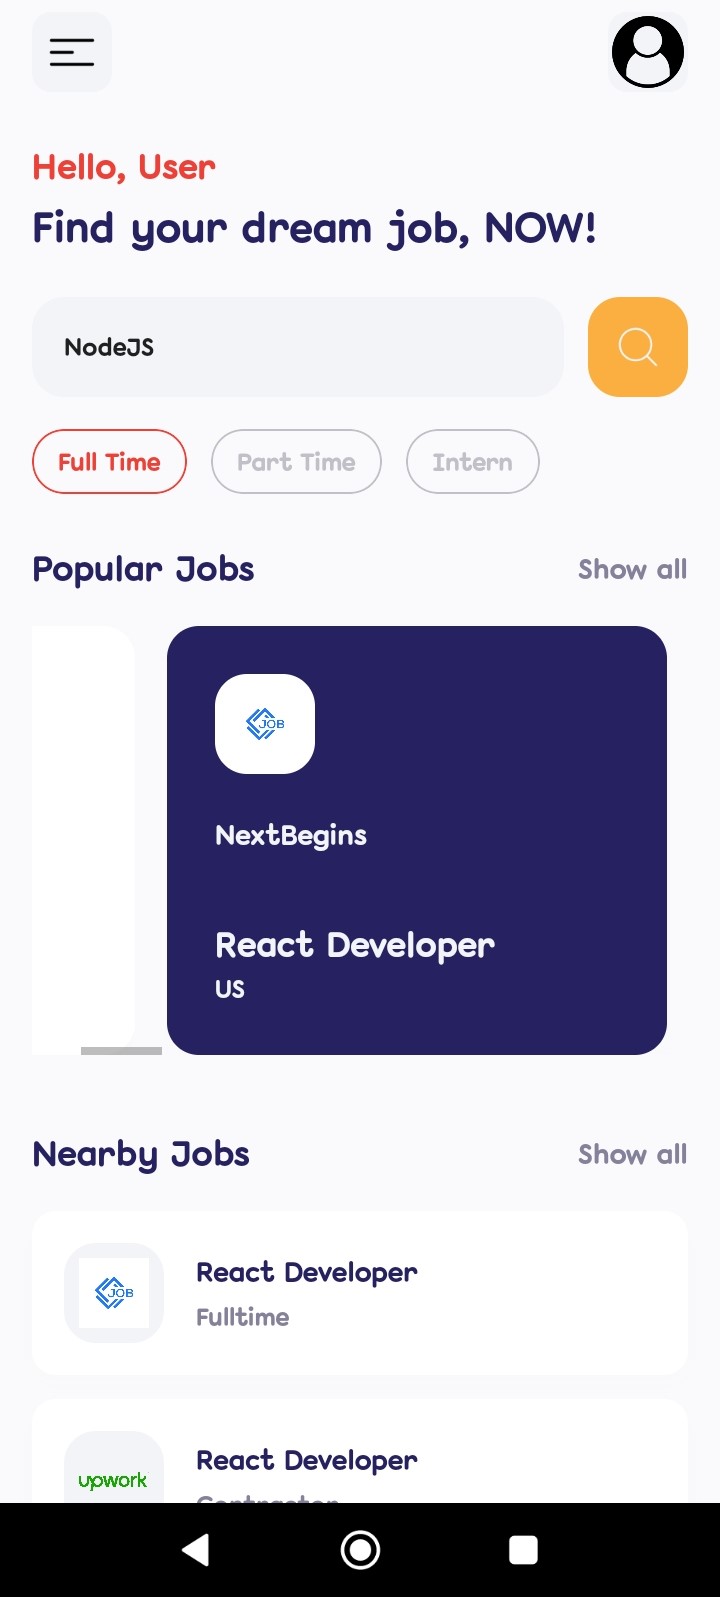 Hello, User
Find your dream job, NOW!
NodeJS
Full Time Part Time Intern
Popular Jobs Show all
JOB
NextBegins
React Developer
US
Nearby Jobs Show all
JOB
React Developer
Fulltime
upwork
React Developer
Contractor